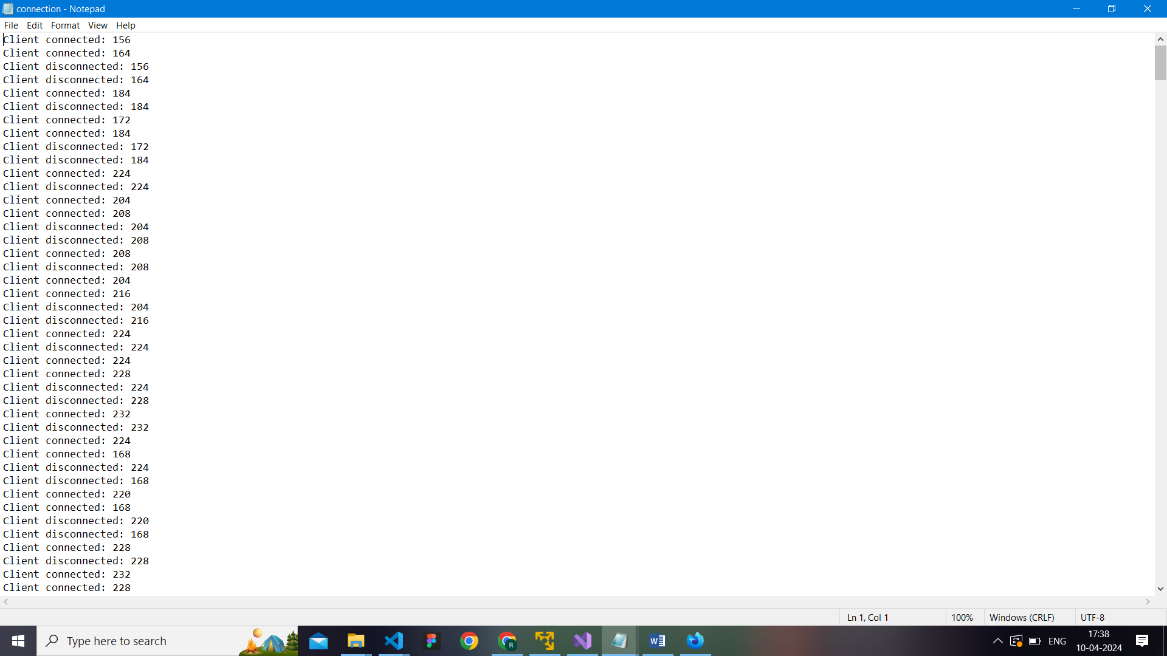 connection - Notepad
File Edit Format View Help
Client connected: 156
Client connected: 164
Client disconnected: 156
Client disconnected: 164
Client connected: 184
Client disconnected: 184
Client connected: 172
Client connected: 184
Client disconnected: 172
Client disconnected: 184
Client connected: 224
Client disconnected: 224
Client connected: 204
Client connected: 208
Client disconnected: 204
Client disconnected: 208
Client connected: 208
Client disconnected: 208
Client connected: 204
Client connected: 216
Client disconnected: 204
Client disconnected: 216
Client connected: 224
Client disconnected: 224
Client connected: 224
Client connected: 228
Client disconnected: 224
Client disconnected: 228
Client connected: 232
Client disconnected: 232
Client connected: 224
Client connected: 168
Client disconnected: 224
Client disconnected: 168
Client connected: 220
Client connected: 168
Client disconnected: 220
Client disconnected: 168
Client connected: 228
Client disconnected: 228
Client connected: 232
Client connected: 228
Ln 1, Col 1 100% Windows (CRLF) UTF-8
Type here to search
ENG
17:38
10-04-2024